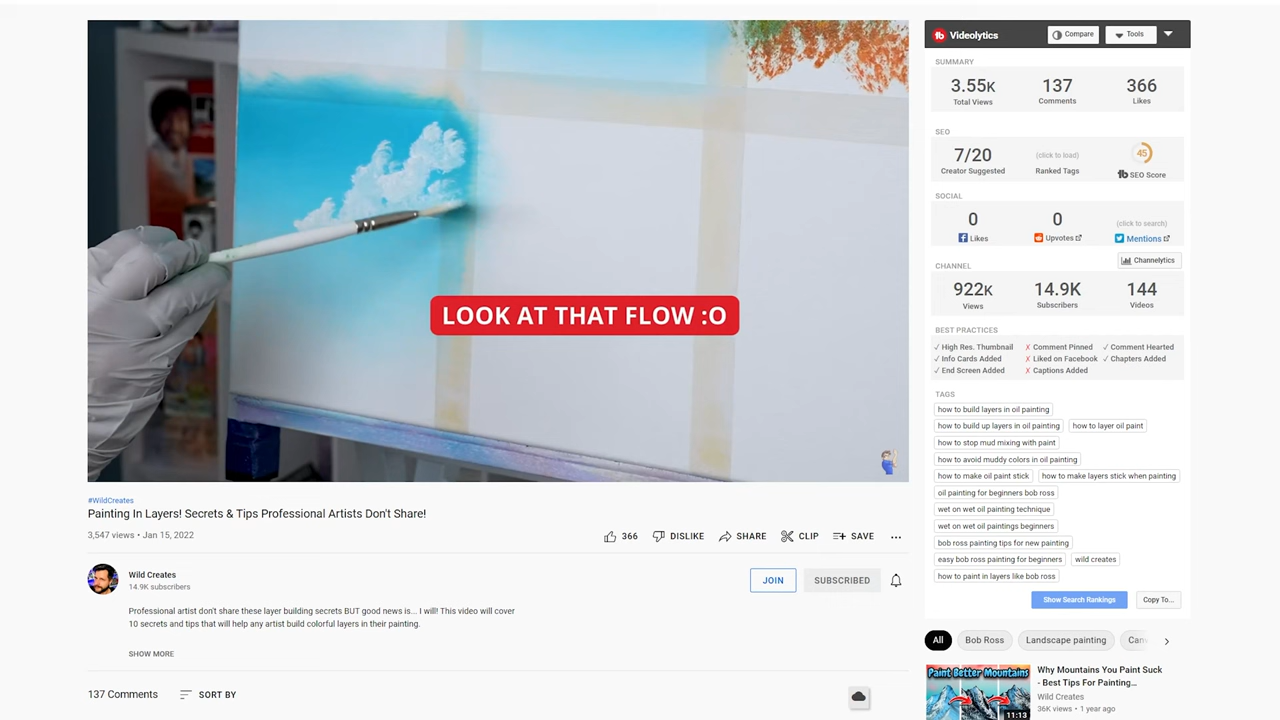 LOOK AT THAT FLOW :O
#WildCreates
Painting In Layers! Secrets & Tips Professional Artists Don't Share!
3,547 views • Jan 15, 2022
366
DISLIKE
SHARE
CLIP
SAVE
Wild Creates
14.9K subscribers
JOIN
SUBSCRIBED
Professional artist don't share these layer building secrets BUT good news is... I will! This video will cover
10 secrets and tips that will help any artist build colorful layers in their painting.
SHOW MORE
137 Comments
SORT BY
tb Videolytics
Compare
Tools
SUMMARY
3.55K 137 366
Total Views Comments Likes
SEO
7/20 (click to load) 45
Creator Suggested Ranked Tags tb SEO Score
SOCIAL
0 0 (click to search)
Likes Upvotes Mentions
Channelytics
CHANNEL
922K 14.9K 144
Views Subscribers Videos
BEST PRACTICES
✓ High Res. Thumbnail ✗ Comment Pinned ✓ Comment Hearted
✓ Info Cards Added ✗ Liked on Facebook ✓ Chapters Added
✓ End Screen Added ✗ Captions Added
TAGS
how to build layers in oil painting
how to build up layers in oil painting how to layer oil paint
how to stop mud mixing with paint
how to avoid muddy colors in oil painting
how to make oil paint stick how to make layers stick when painting
oil painting for beginners bob ross
wet on wet oil painting technique
wet on wet oil paintings beginners
bob ross painting tips for new painting
easy bob ross painting for beginners wild creates
how to paint in layers like bob ross
Show Search Rankings Copy To...
All Bob Ross Landscape painting
Paint Better Mountains
11:13
Why Mountains You Paint Suck
- Best Tips For Painting...
Wild Creates
36K views • 1 year ago